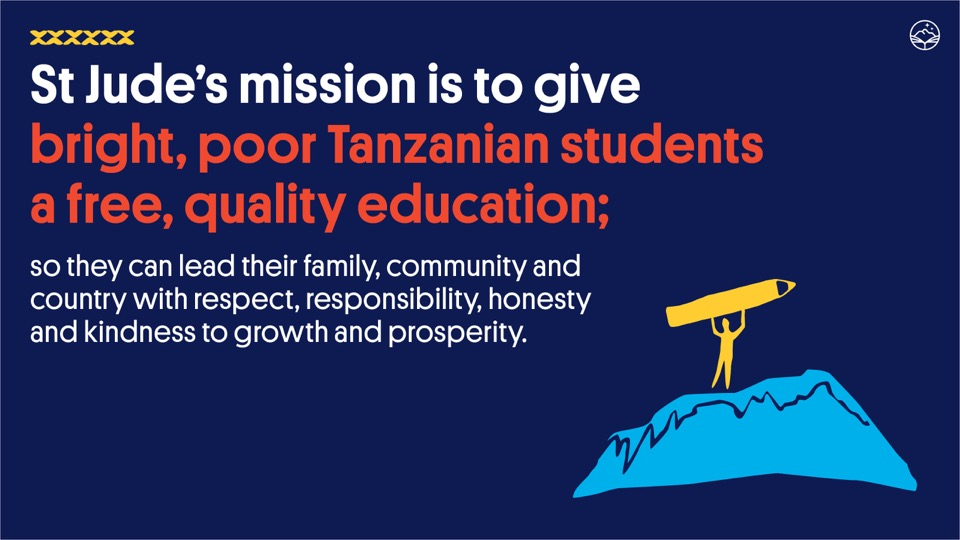 St Jude’s mission is to give
bright, poor Tanzanian students
a free, quality education;
so they can lead their family, community and
country with respect, responsibility, honesty
and kindness to growth and prosperity.